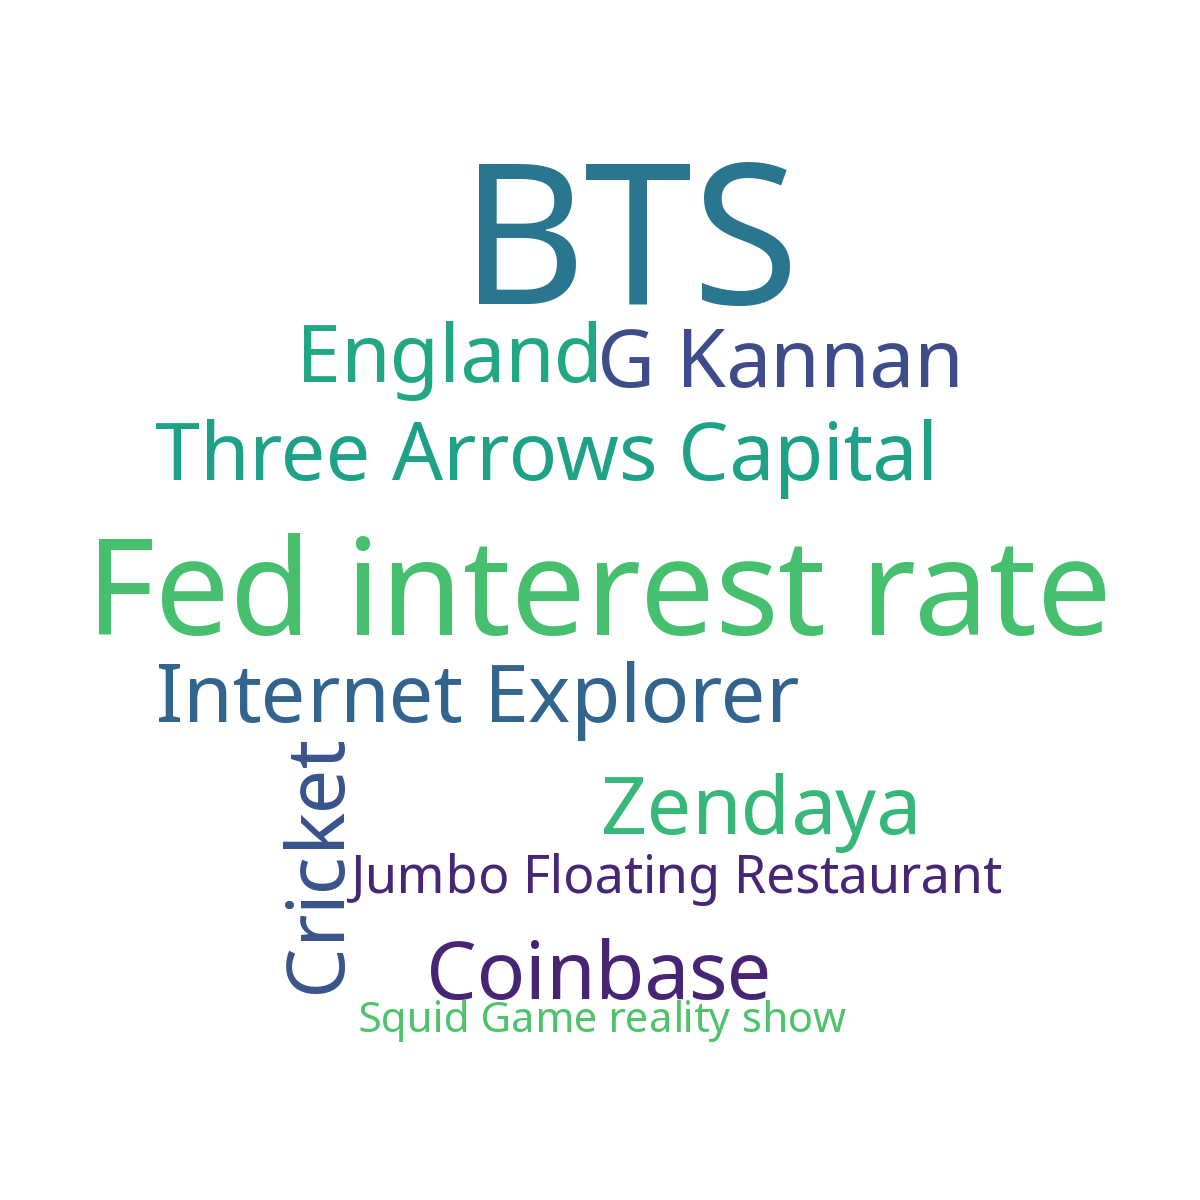 BTS
England
G Kannan
Three Arrows Capital
Fed interest rate
Internet Explorer
Cricket
Zendaya
Jumbo Floating Restaurant
Coinbase
Squid Game reality show